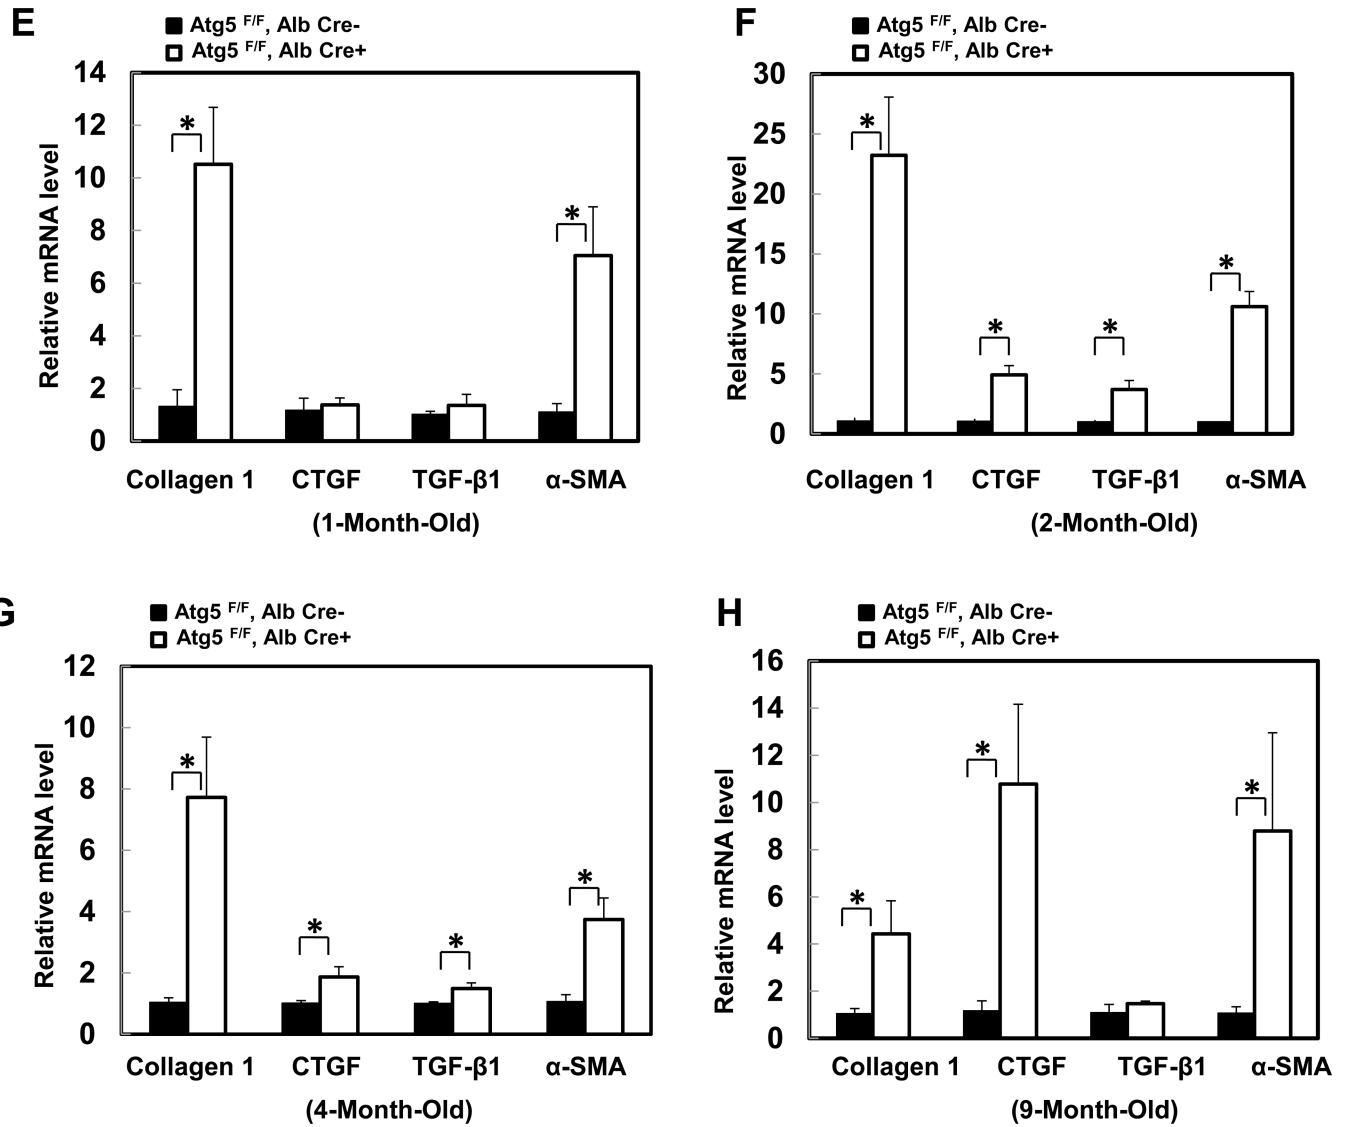 E
Atg5 F/F, Alb Cre-
Atg5 F/F, Alb Cre+
14
12
10
8
6
4
2
0
Relative mRNA level
*
*
Collagen 1 CTGF TGF-β1 α-SMA
(1-Month-Old)
F
Atg5 F/F, Alb Cre-
Atg5 F/F, Alb Cre+
30
25
20
15
10
5
0
Relative mRNA level
*
*
*
*
Collagen 1 CTGF TGF-β1 α-SMA
(2-Month-Old)
G
Atg5 F/F, Alb Cre-
Atg5 F/F, Alb Cre+
12
10
8
6
4
2
0
Relative mRNA level
*
*
*
*
Collagen 1 CTGF TGF-β1 α-SMA
(4-Month-Old)
H
Atg5 F/F, Alb Cre-
Atg5 F/F, Alb Cre+
16
14
12
10
8
6
4
2
0
Relative mRNA level
*
*
*
Collagen 1 CTGF TGF-β1 α-SMA
(9-Month-Old)